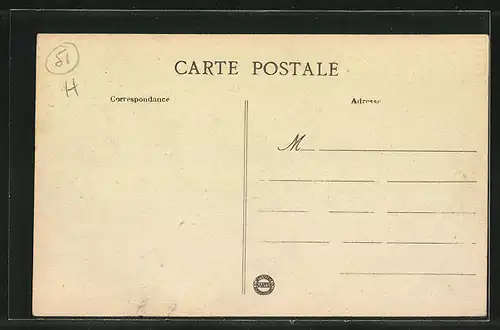 51
H
CARTE POSTALE
Correspondance
Adresse
M